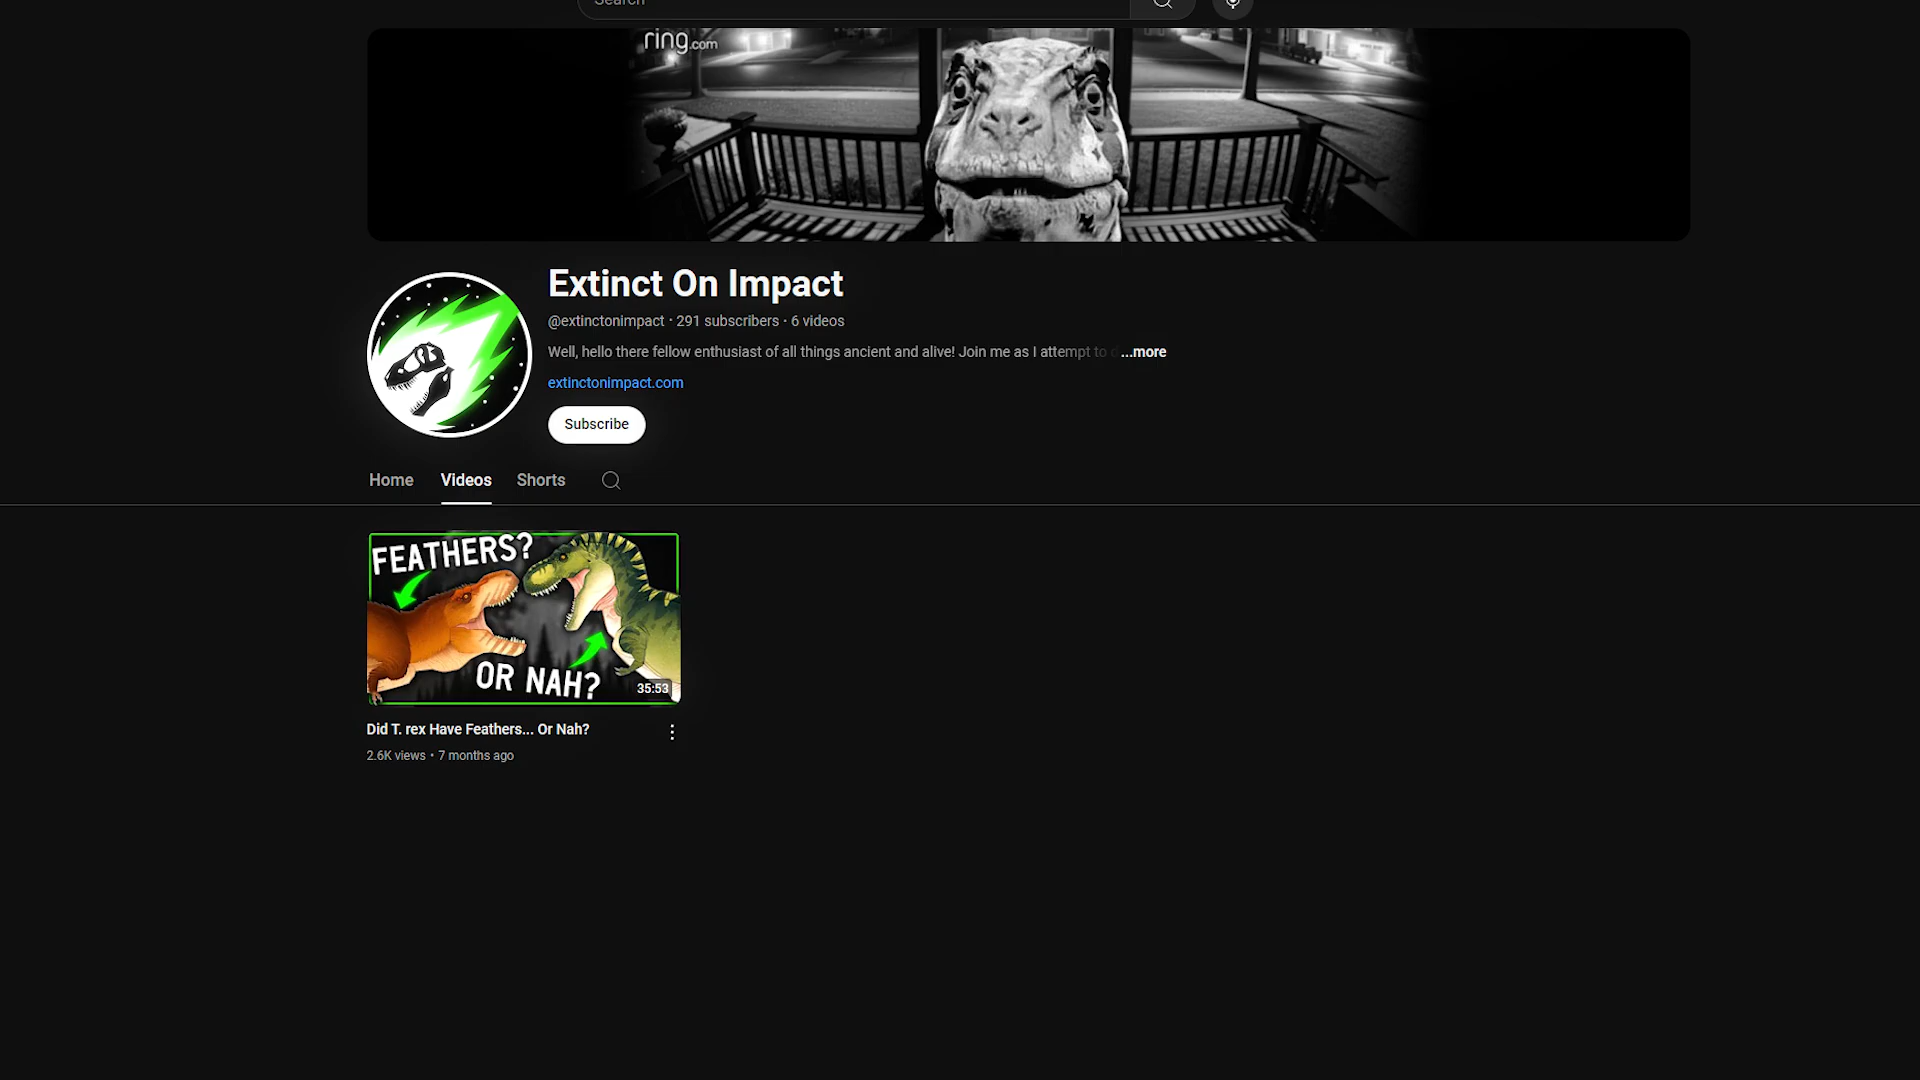 Search
ring.com
Extinct On Impact
@extinctonimpact · 291 subscribers · 6 videos
Well, hello there fellow enthusiast of all things ancient and alive! Join me as I attempt to d ...more
extinctonimpact.com
Subscribe
Home Videos Shorts
FEATHERS?
OR NAH?
35:53
Did T. rex Have Feathers... Or Nah?
2.6K views • 7 months ago